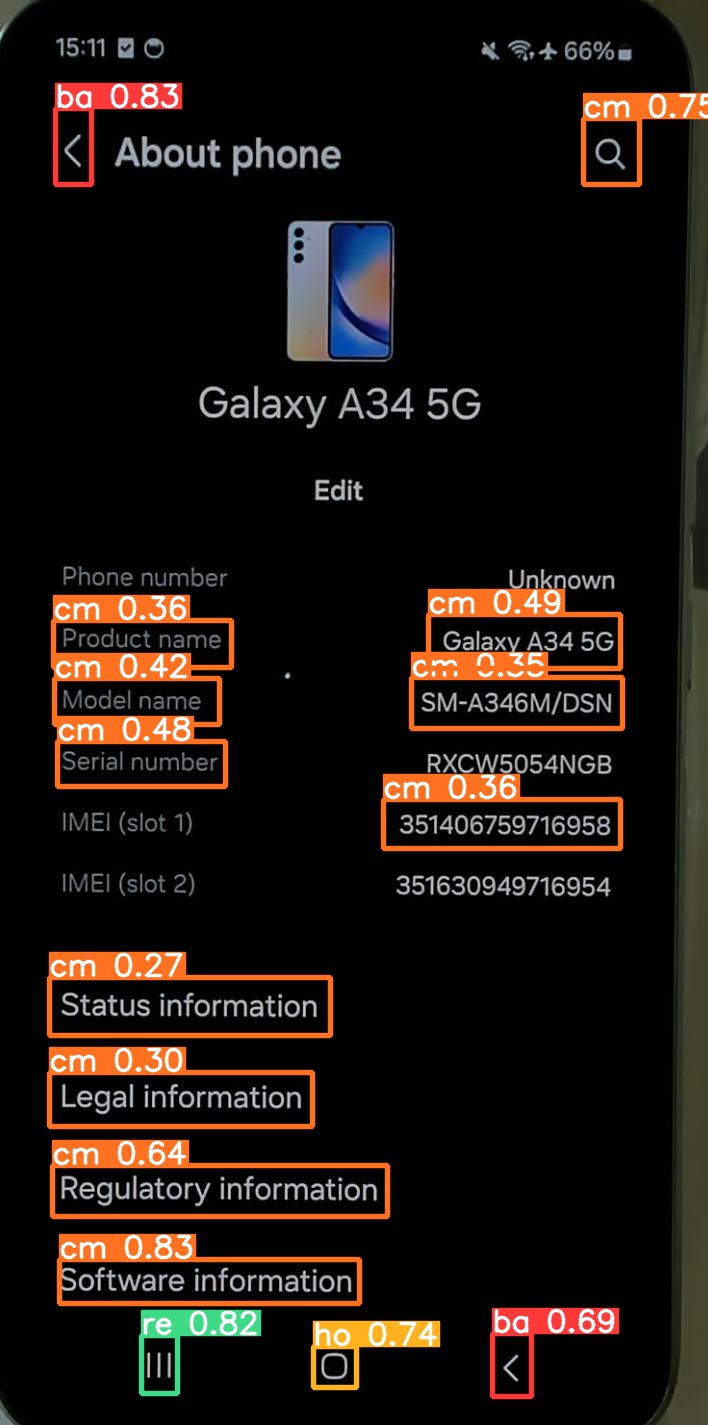 15:11 66%
ba 0.83
cm 0.75
About phone
Galaxy A34 5G
Edit
Phone number Unknown
cm 0.36 cm 0.49
Product name Galaxy A34 5G
cm 0.42 cm 0.35
Model name SM-A346M/DSN
cm 0.48
Serial number RXCW5054NGB
cm 0.36
IMEI (slot 1) 351406759716958
IMEI (slot 2) 351630949716954
cm 0.27
Status information
cm 0.30
Legal information
cm 0.64
Regulatory information
cm 0.83
Software information
re 0.82 ho 0.74 ba 0.69